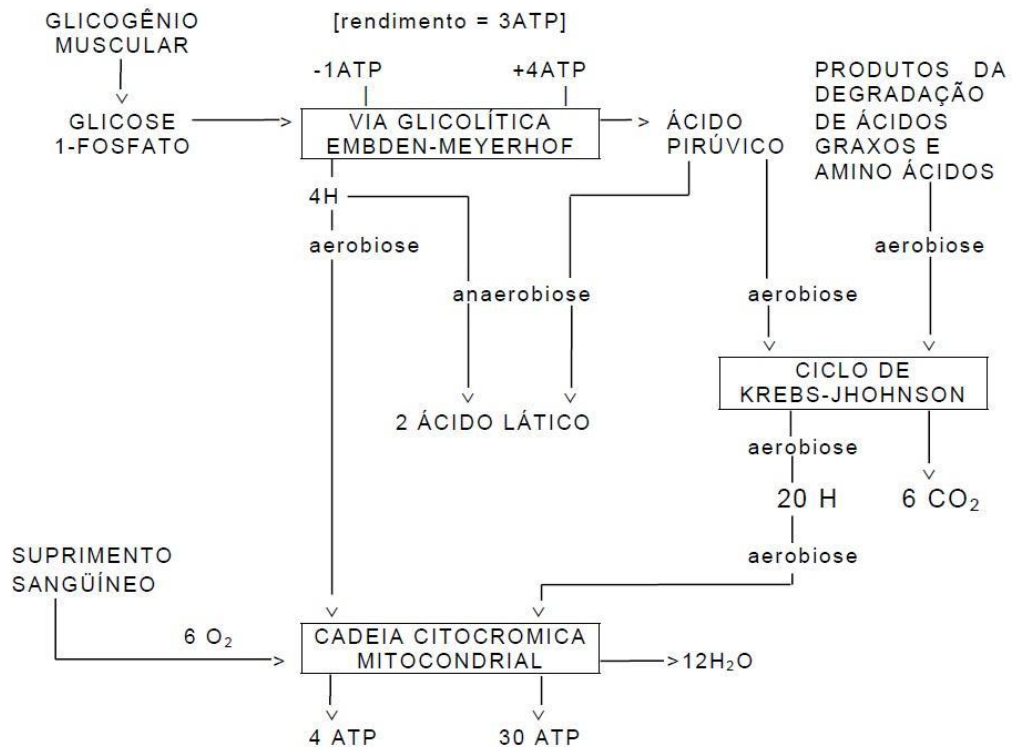 GLICOGÊNIO
MUSCULAR
[rendimento = 3ATP]
-1ATP
+4ATP
GLICOSE
1-FOSFATO
VIA GLICOLÍTICA
EMBDEN-MEYERHOF
ÁCIDO
PIRÚVICO
PRODUTOS DA
DEGRADAÇÃO
DE ÁCIDOS
GRAXOS E
AMINO ÁCIDOS
4H
aerobiose
anaerobiose
aerobiose
aerobiose
2 ÁCIDO LÁTICO
CICLO DE
KREBS-JHOHNSON
aerobiose
20 H
6 CO₂
aerobiose
SUPRIMENTO
SANGÜÍNEO
6 O₂
CADEIA CITOCROMICA
MITOCONDRIAL
12H₂O
4 ATP
30 ATP